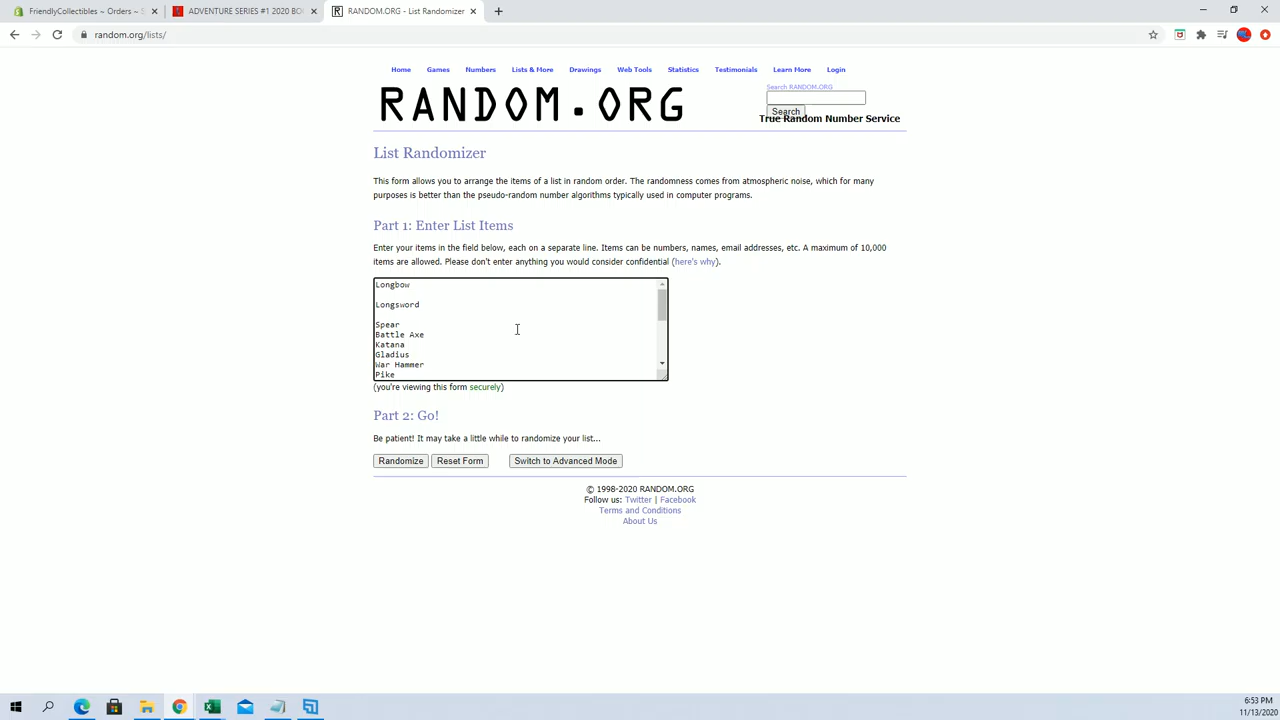 FriendlyCollectibles ~ Orders ~ S
ADVENTURE SERIES #1 2020 BO
RANDOM.ORG - List Randomizer
random.org/lists/
Home Games Numbers Lists & More Drawings Web Tools Statistics Testimonials Learn More Login
RANDOM.ORG
Search RANDOM.ORG
Search
True Random Number Service
List Randomizer
This form allows you to arrange the items of a list in random order. The randomness comes from atmospheric noise, which for many
purposes is better than the pseudo-random number algorithms typically used in computer programs.
Part 1: Enter List Items
Enter your items in the field below, each on a separate line. Items can be numbers, names, email addresses, etc. A maximum of 10,000
items are allowed. Please don't enter anything you would consider confidential (here's why).
Longbow
Longsword
Spear
Battle Axe
Katana
Gladius
War Hammer
Pike
(you're viewing this form securely)
Part 2: Go!
Be patient! It may take a little while to randomize your list...
Randomize Reset Form Switch to Advanced Mode
© 1998-2020 RANDOM.ORG
Follow us: Twitter | Facebook
Terms and Conditions
About Us
6:53 PM
11/13/2020